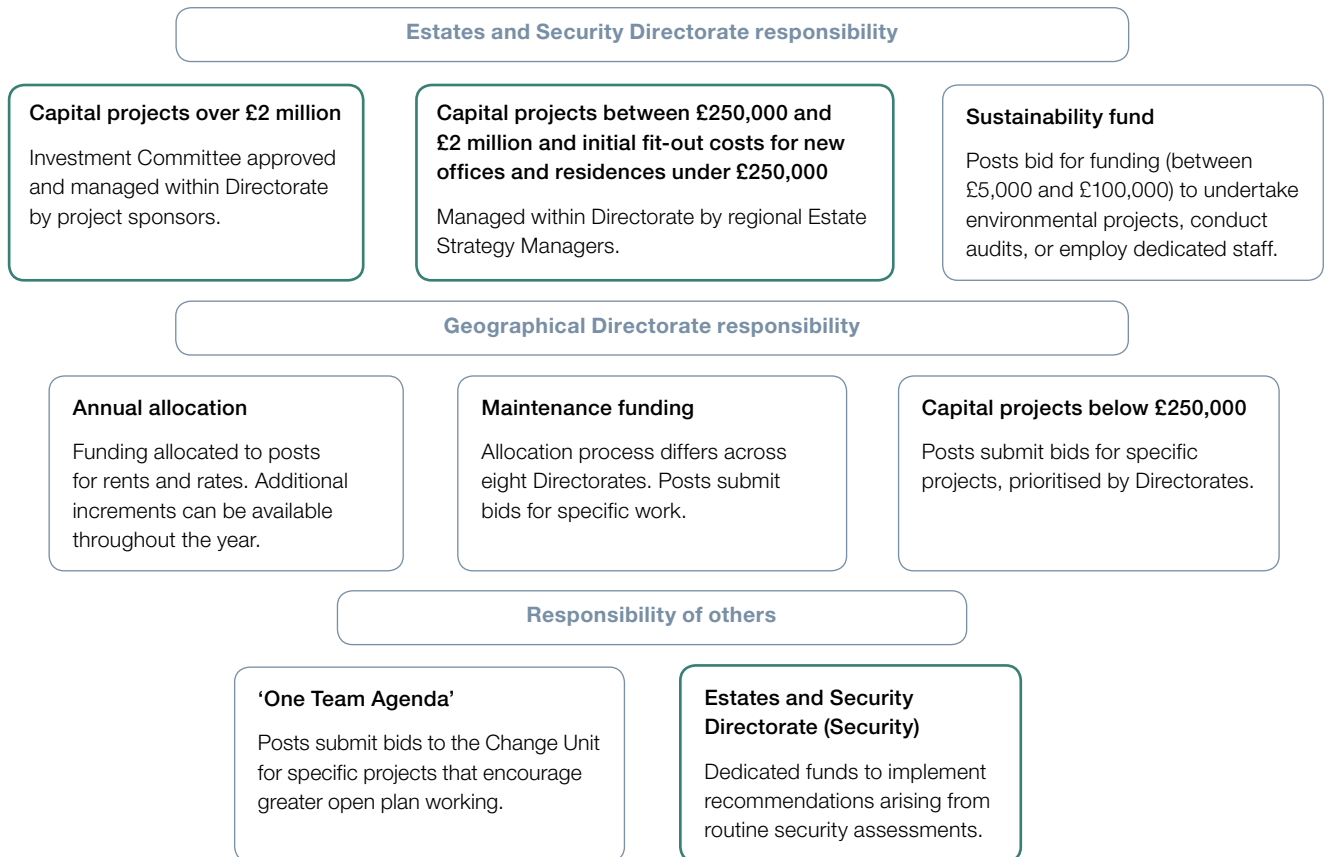 Estates and Security Directorate responsibility
Capital projects over £2 million
Investment Committee approved
and managed within Directorate
by project sponsors.
Capital projects between £250,000 and
£2 million and initial fit-out costs for new
offices and residences under £250,000
Managed within Directorate by regional Estate
Strategy Managers.
Sustainability fund
Posts bid for funding (between
£5,000 and £100,000) to undertake
environmental projects, conduct
audits, or employ dedicated staff.
Geographical Directorate responsibility
Annual allocation
Funding allocated to posts
for rents and rates. Additional
increments can be available
throughout the year.
Maintenance funding
Allocation process differs across
eight Directorates. Posts submit
bids for specific work.
Capital projects below £250,000
Posts submit bids for specific
projects, prioritised by Directorates.
Responsibility of others
‘One Team Agenda’
Posts submit bids to the Change Unit
for specific projects that encourage
greater open plan working.
Estates and Security
Directorate (Security)
Dedicated funds to implement
recommendations arising from
routine security assessments.